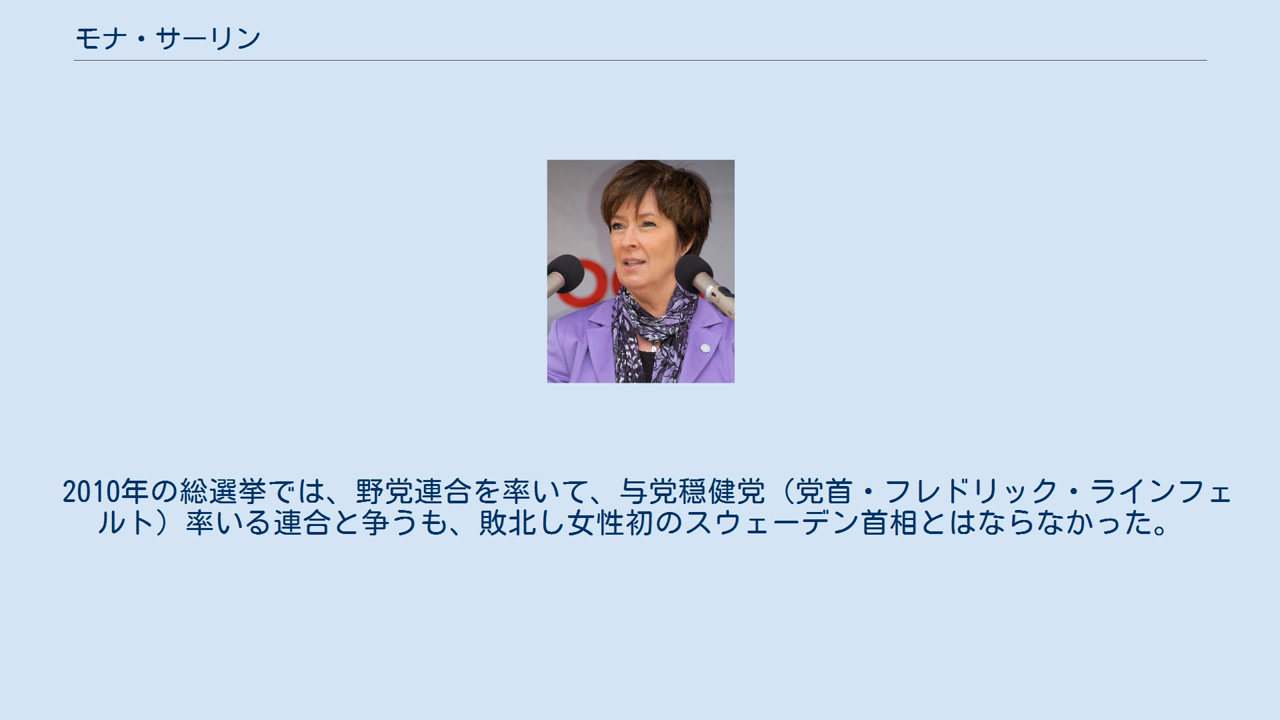 モナ・サーリン
2010年の総選挙では、野党連合を率いて、与党穏健党（党首・フレドリック・ラインフェ
ルト）率いる連合と争うも、敗北し女性初のスウェーデン首相とはならなかった。